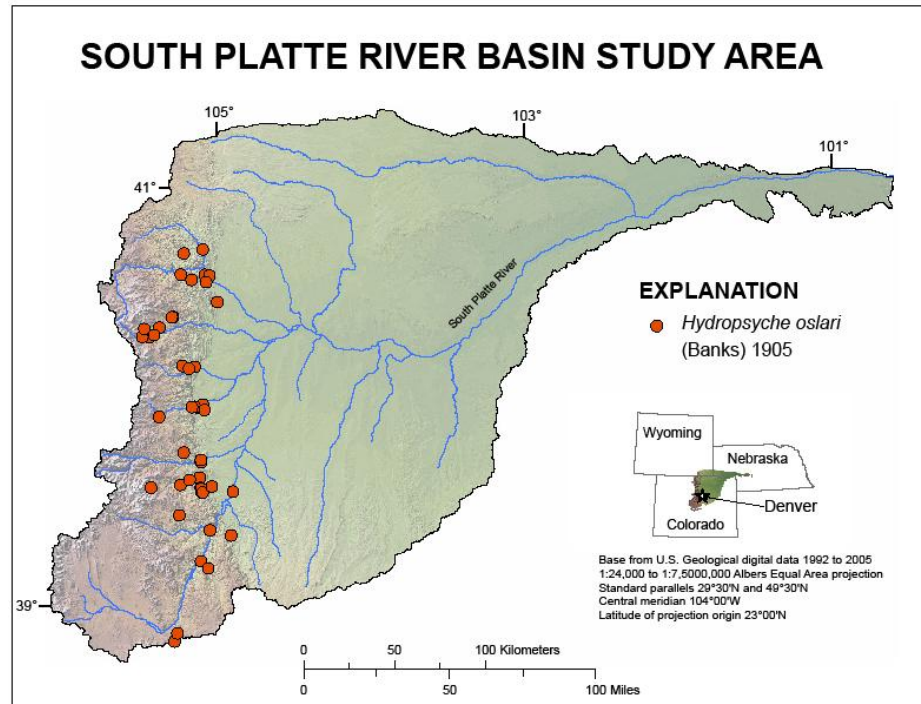 SOUTH PLATTE RIVER BASIN STUDY AREA
105°
103°
101°
41°
South Platte River
EXPLANATION
Hydropsyche oslari
(Banks) 1905
Wyoming
Nebraska
Denver
Colorado
Base from U.S. Geological digital data 1992 to 2005
1:24,000 to 1:7,5000,000 Albers Equal Area projection
Standard parallels 29°30'N and 49°30'N
Central meridian 104°00'W
Latitude of projection origin 23°00'N
39°
0 50 100 Kilometers
0 50 100 Miles